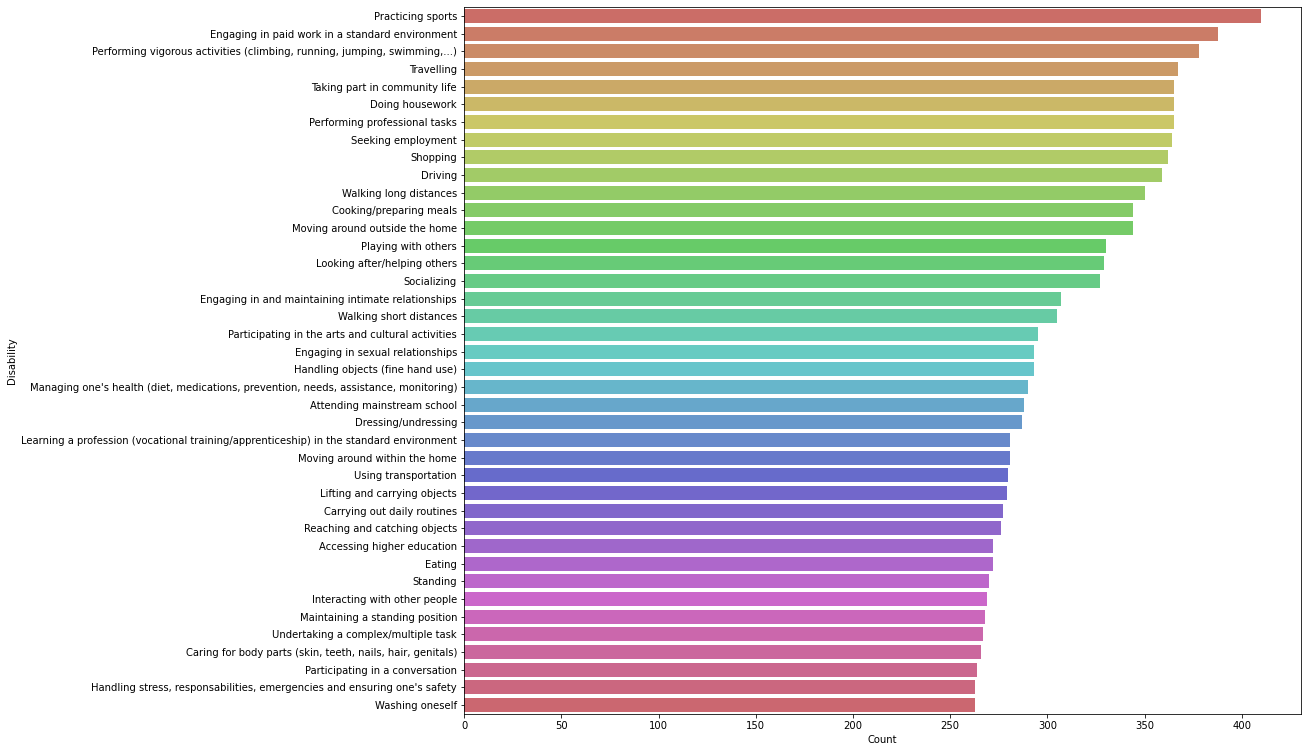 Practicing sports
Engaging in paid work in a standard environment
Performing vigorous activities (climbing, running, jumping, swimming,...)
Travelling
Taking part in community life
Doing housework
Performing professional tasks
Seeking employment
Shopping
Driving
Walking long distances
Cooking/preparing meals
Moving around outside the home
Playing with others
Looking after/helping others
Socializing
Engaging in and maintaining intimate relationships
Walking short distances
Participating in the arts and cultural activities
Engaging in sexual relationships
Handling objects (fine hand use)
Managing one's health (diet, medications, prevention, needs, assistance, monitoring)
Attending mainstream school
Dressing/undressing
Learning a profession (vocational training/apprenticeship) in the standard environment
Moving around within the home
Using transportation
Lifting and carrying objects
Carrying out daily routines
Reaching and catching objects
Accessing higher education
Eating
Standing
Interacting with other people
Maintaining a standing position
Undertaking a complex/multiple task
Caring for body parts (skin, teeth, nails, hair, genitals)
Participating in a conversation
Handling stress, responsabilities, emergencies and ensuring one's safety
Washing oneself
Disability
0 50 100 150 200 250 300 350 400
Count